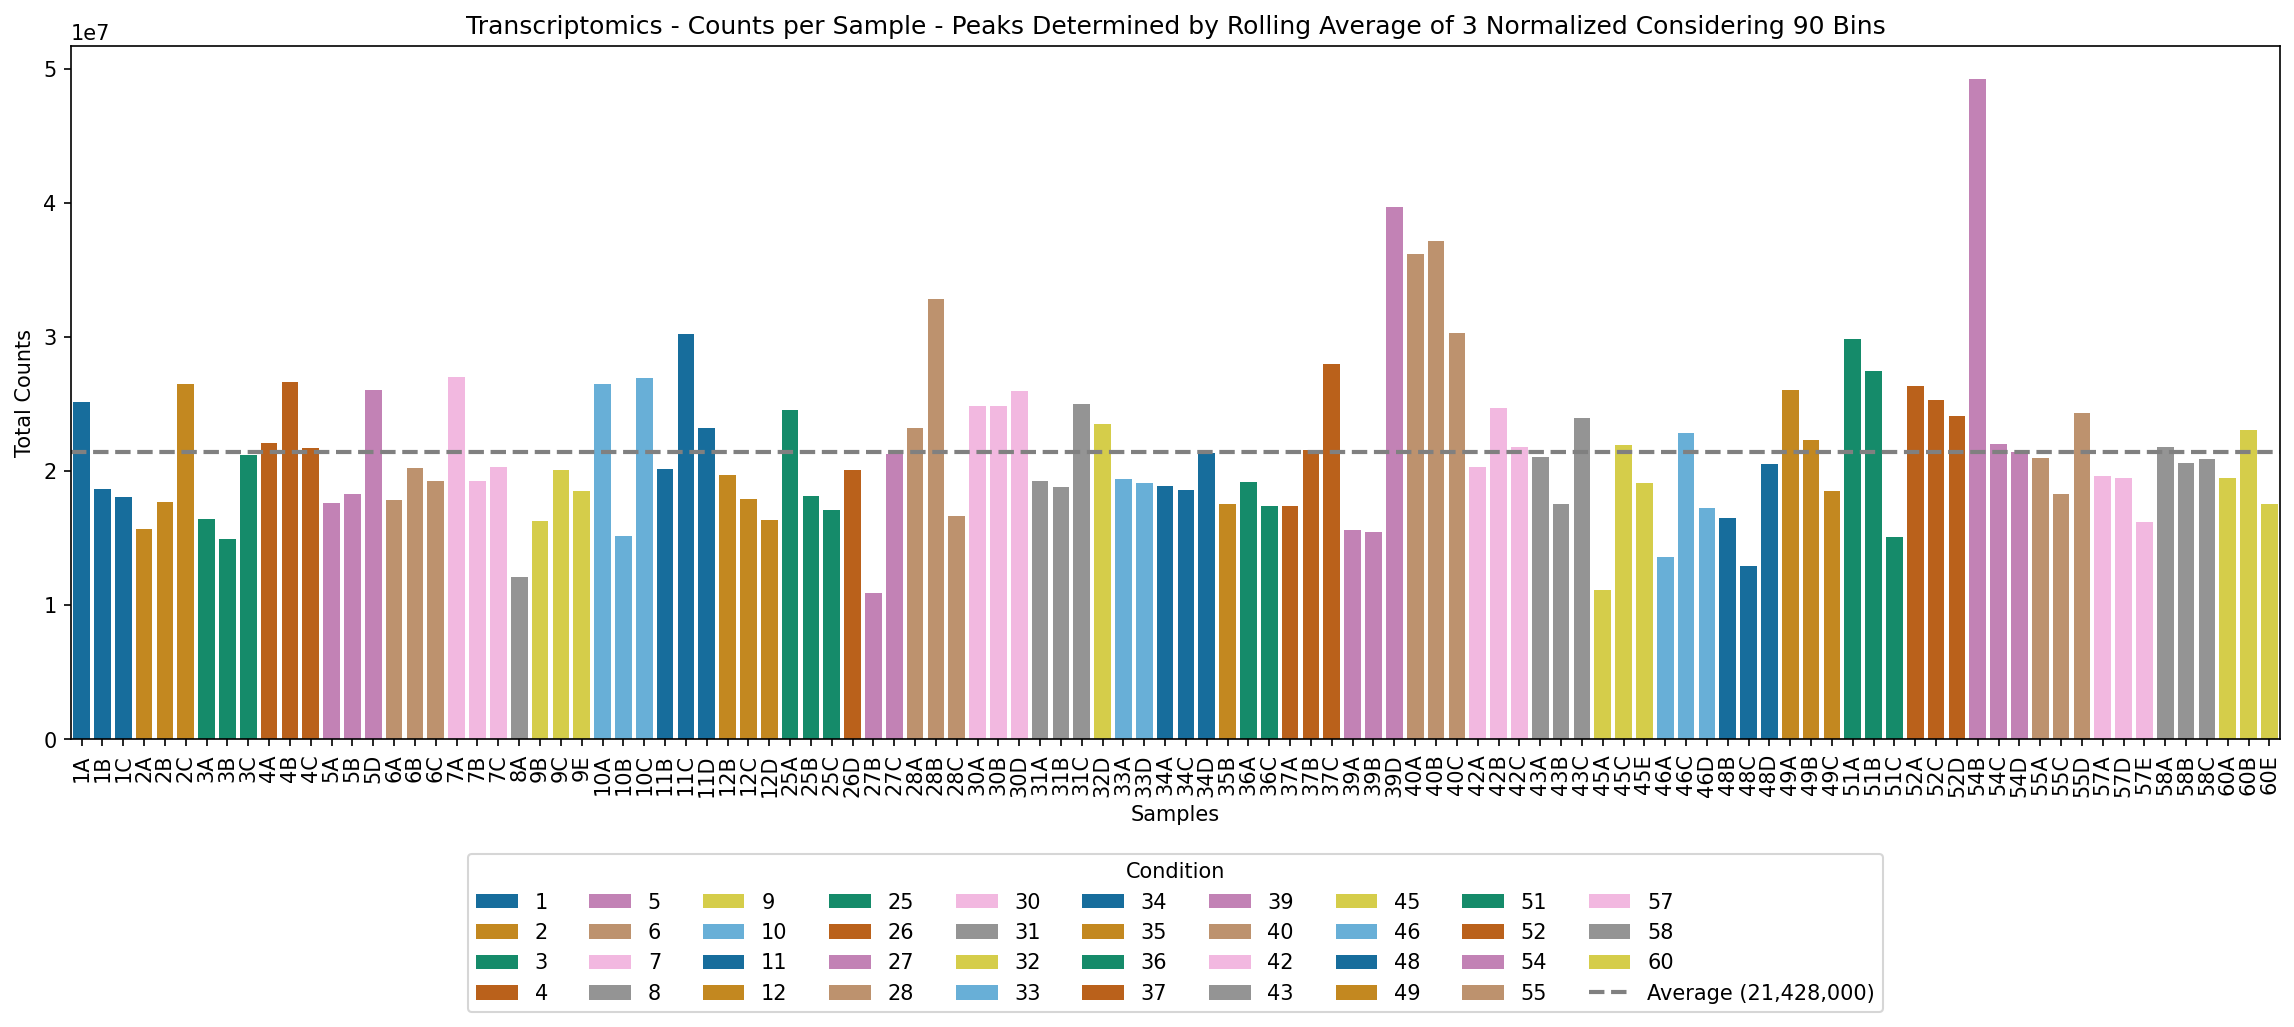 Transcriptomics - Counts per Sample - Peaks Determined by Rolling Average of 3 Normalized Considering 90 Bins
1e7
5
4
3
2
1
0
Total Counts
1A 1B 1C 2A 2B 2C 3A 3B 3C 4A 4B 4C 5A 5B 5D 6A 6B 6C 7A 7B 7C 8A 9B 9C 9E 10A 10B 10C 11B 11C 11D 12B 12C 12D 25A 25B 25C 26D 27B 27C 28A 28B 28C 30A 30B 30D 31A 31B 31C 32D 33A 33D 34A 34C 34D 35B 36A 36C 37A 37B 37C 39A 39B 39D 40A 40B 40C 42A 42B 42C 43A 43B 43C 45A 45C 45E 46A 46C 46D 48B 48C 48D 49A 49B 49C 51A 51B 51C 52A 52C 52D 54B 54C 54D 55A 55C 55D 57A 57D 57E 58A 58B 58C 60A 60B 60E
Samples
Condition
1 5 9 25 30 34 39 45 51 57
2 6 10 26 31 35 40 46 52 58
3 7 11 27 32 36 42 48 54 60
4 8 12 28 33 37 43 49 55 Average (21,428,000)